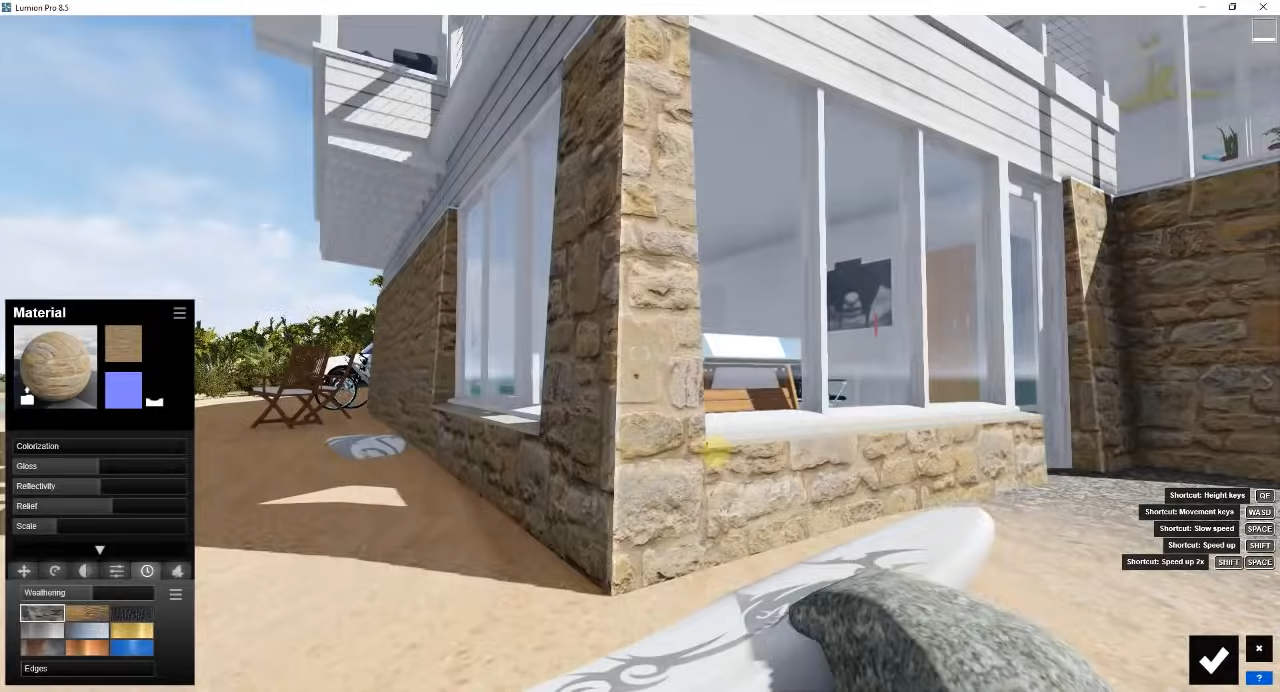 Lumion Pro 8.5
Material
Colorization
Gloss
Reflectivity
Relief
Scale
Weathering
Edges
Shortcut: Height keys QE
Shortcut: Movement keys WASD
Shortcut: Slow speed SPACE
Shortcut: Speed up SHIFT
Shortcut: Speed up 2x SHIFT SPACE
?